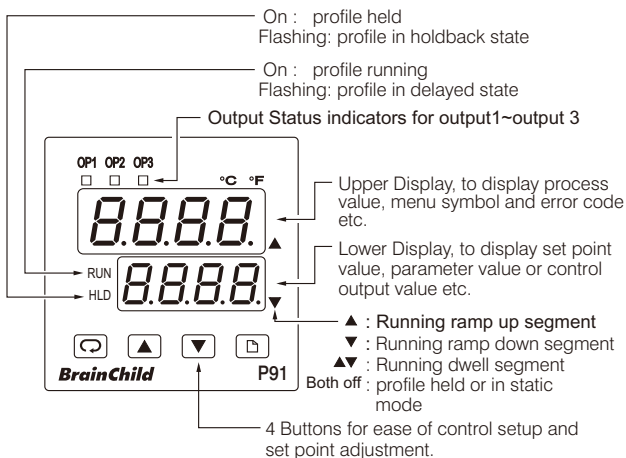 On : profile held
Flashing: profile in holdback state
On : profile running
Flashing: profile in delayed state
Output Status indicators for output1~output 3
OP1 OP2 OP3
°C °F
8.8.8.8.
Upper Display, to display process
value, menu symbol and error code
etc.
▲
Lower Display, to display set point
value, parameter value or control
output value etc.
RUN
HLD
8.8.8.8.
▼
▲ : Running ramp up segment
▼ : Running ramp down segment
▲▼ : Running dwell segment
Both off : profile held or in static
mode
BrainChild
P91
4 Buttons for ease of control setup and
set point adjustment.